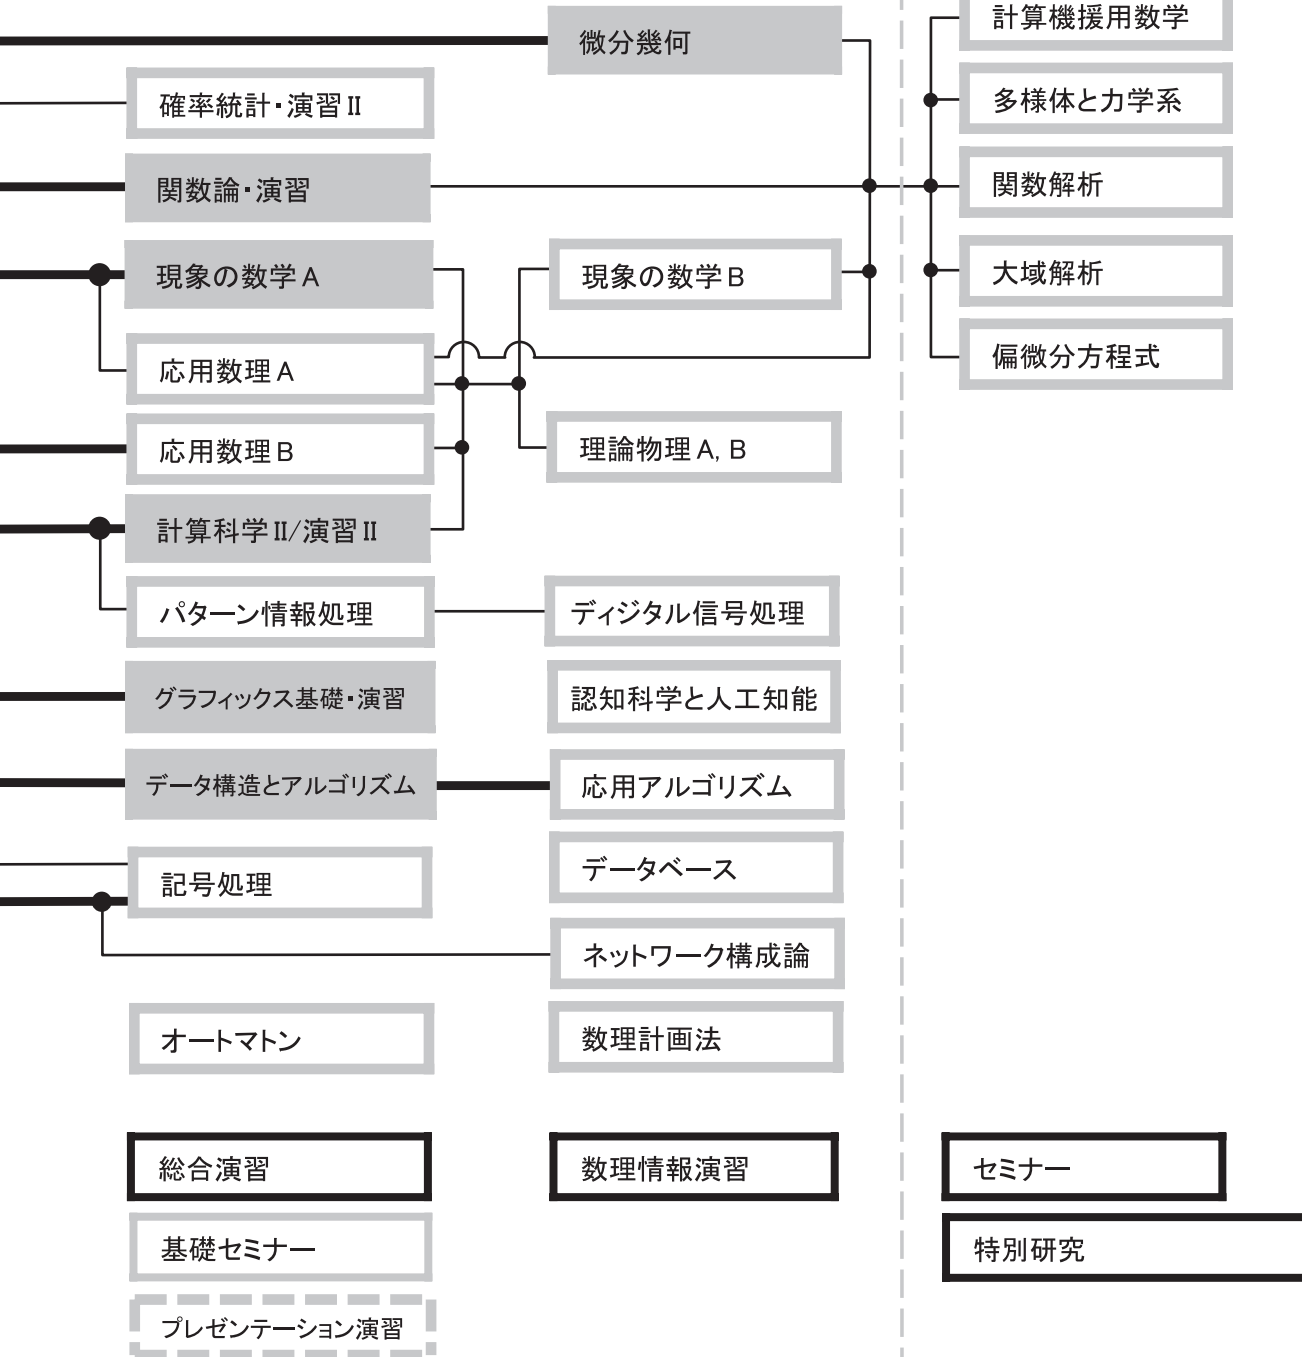 微分幾何
計算機援用数学
確率統計・演習Ⅱ
多様体と力学系
関数論・演習
関数解析
現象の数学A
現象の数学B
大域解析
応用数理A
偏微分方程式
応用数理B
理論物理A, B
計算科学Ⅱ/演習Ⅱ
パターン情報処理
ディジタル信号処理
グラフィックス基礎・演習
認知科学と人工知能
データ構造とアルゴリズム
応用アルゴリズム
データベース
記号処理
ネットワーク構成論
オートマトン
数理計画法
総合演習
数理情報演習
セミナー
基礎セミナー
特別研究
プレゼンテーション演習